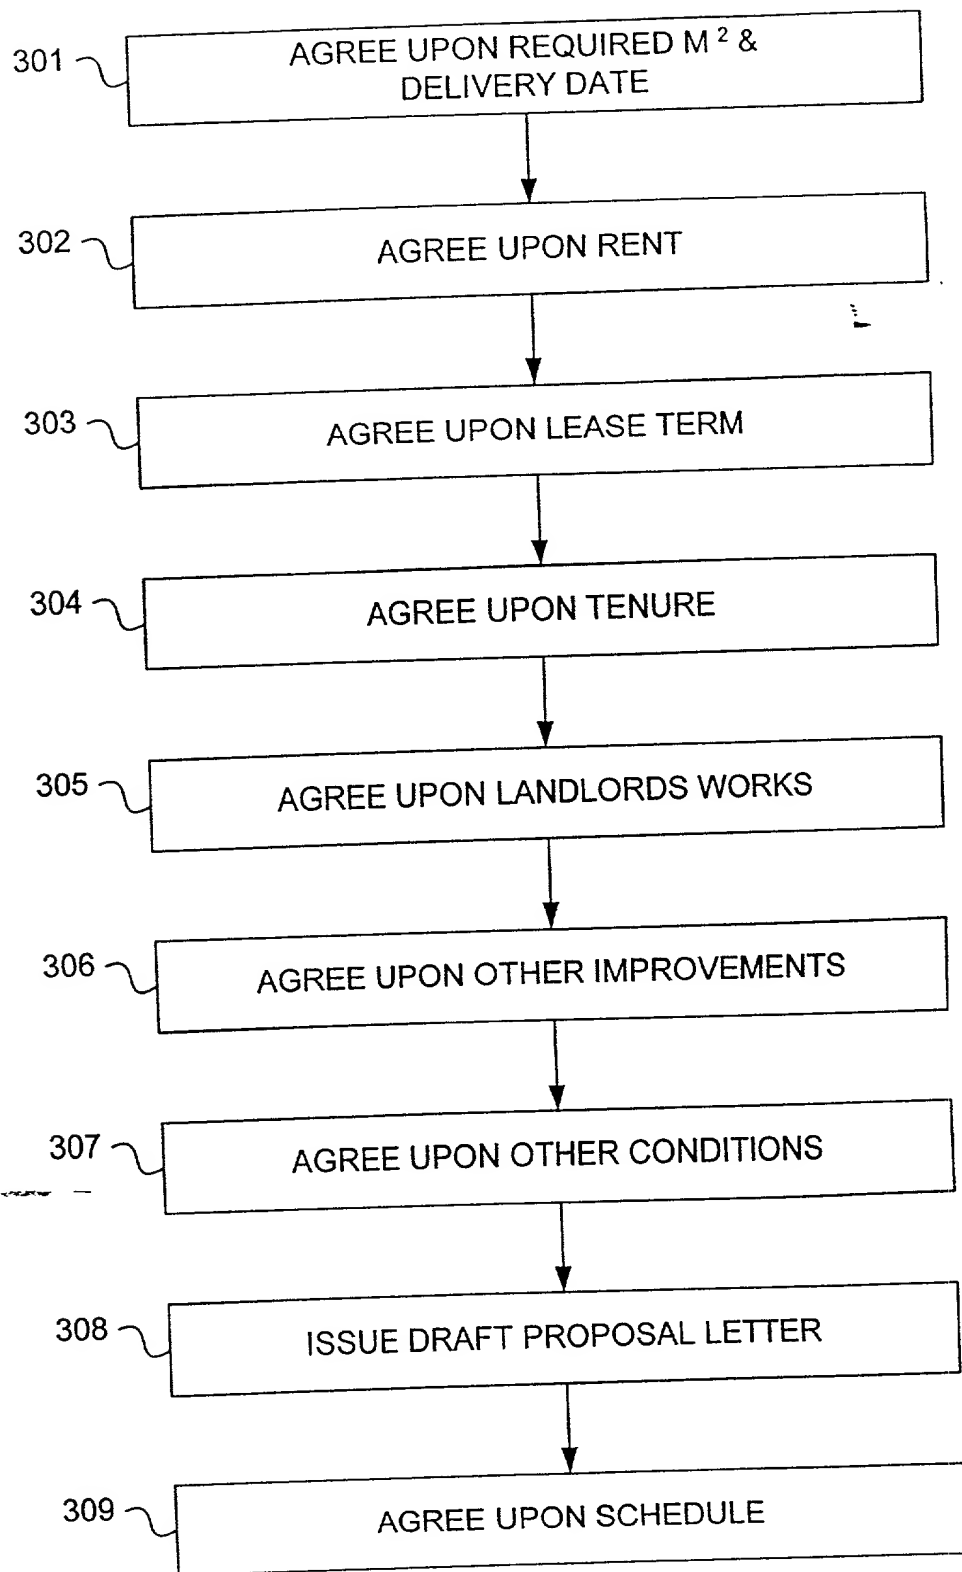 301
AGREE UPON REQUIRED M² &
DELIVERY DATE
302
AGREE UPON RENT
303
AGREE UPON LEASE TERM
304
AGREE UPON TENURE
305
AGREE UPON LANDLORDS WORKS
306
AGREE UPON OTHER IMPROVEMENTS
307
AGREE UPON OTHER CONDITIONS
308
ISSUE DRAFT PROPOSAL LETTER
309
AGREE UPON SCHEDULE